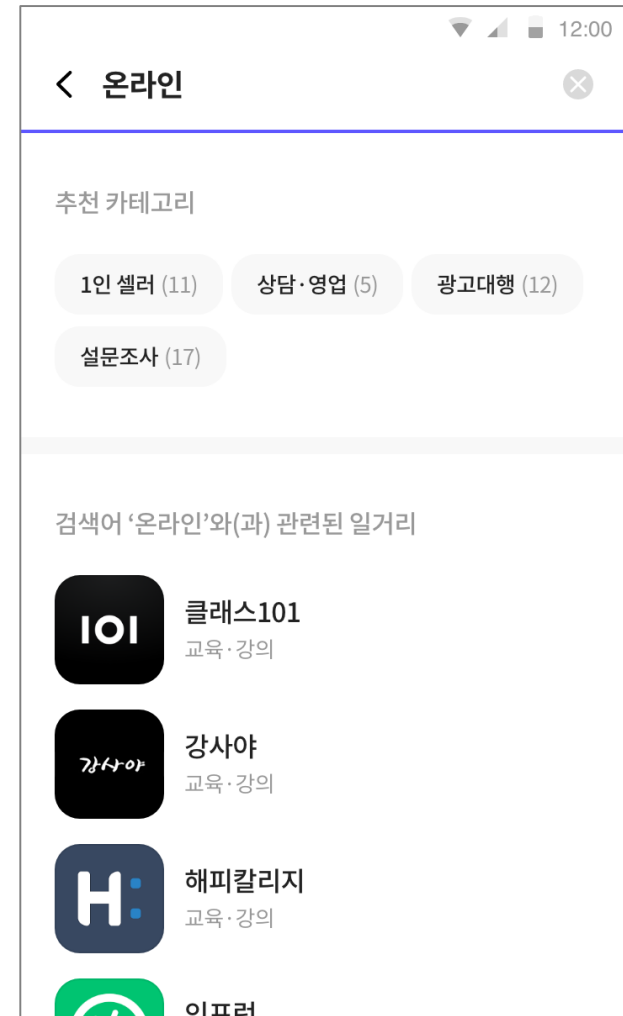 12:00
온라인
추천 카테고리
1인 셀러 (11) 상담·영업 (5) 광고대행 (12)
설문조사 (17)
검색어 ‘온라인’와(과) 관련된 일거리
101
클래스101
교육·강의
강사야
강사야
교육·강의
H:
해피칼리지
교육·강의